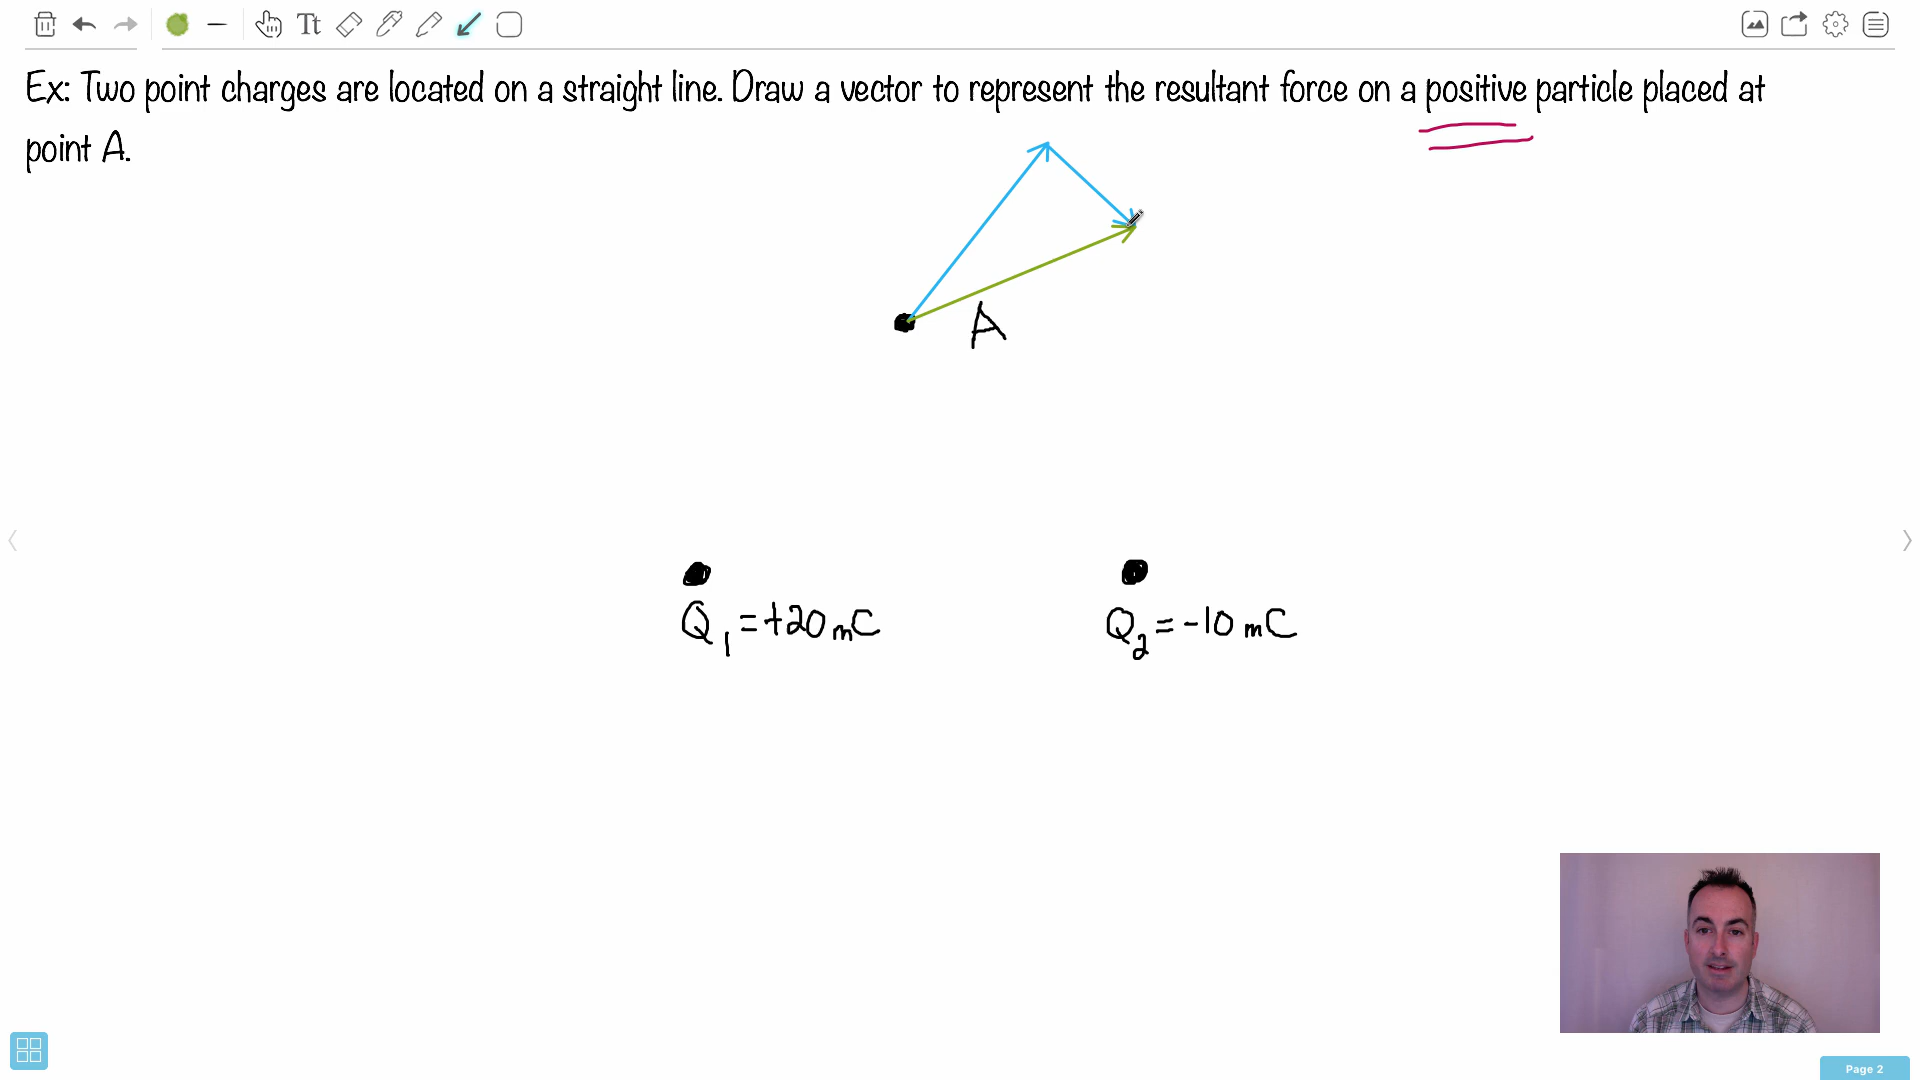 Tt
Ex: Two point charges are located on a straight line. Draw a vector to represent the resultant force on a positive particle placed at
point A.
A
Q₁ = +20 mC
Q₂ = -10 mC
Page 2